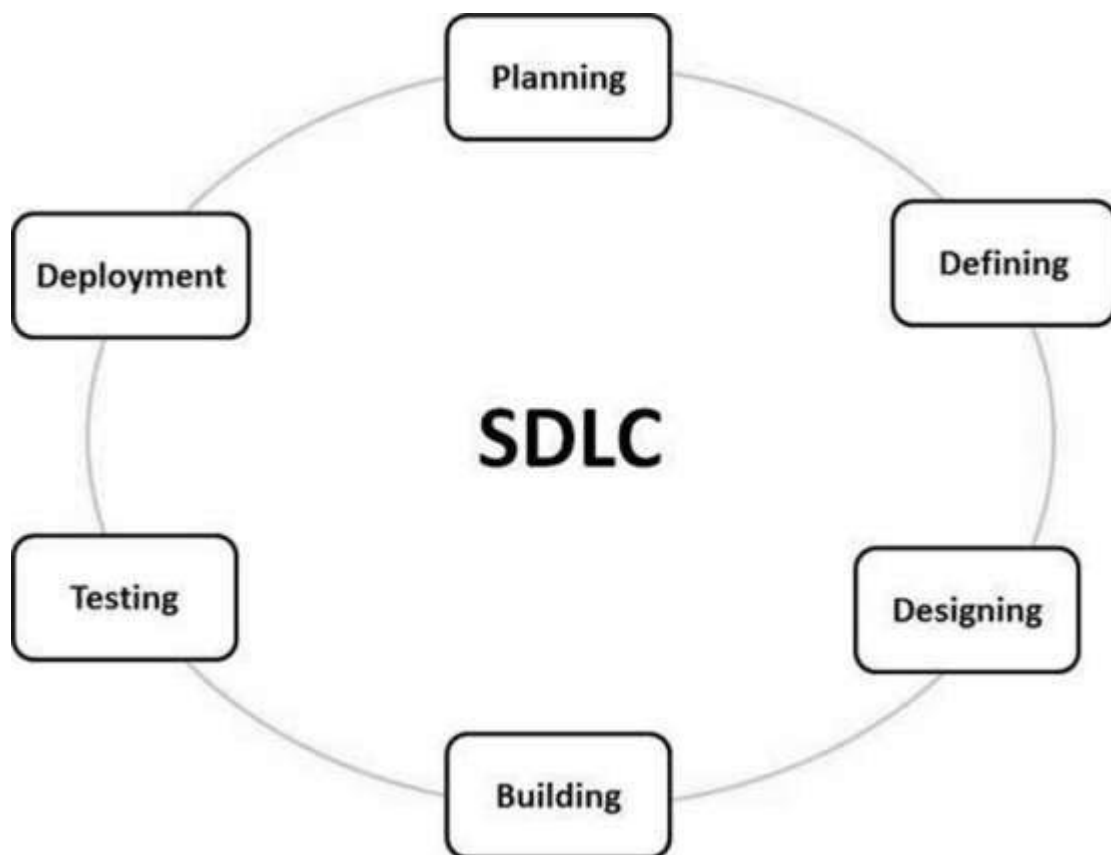 Planning
Defining
Designing
Building
Testing
Deployment
SDLC